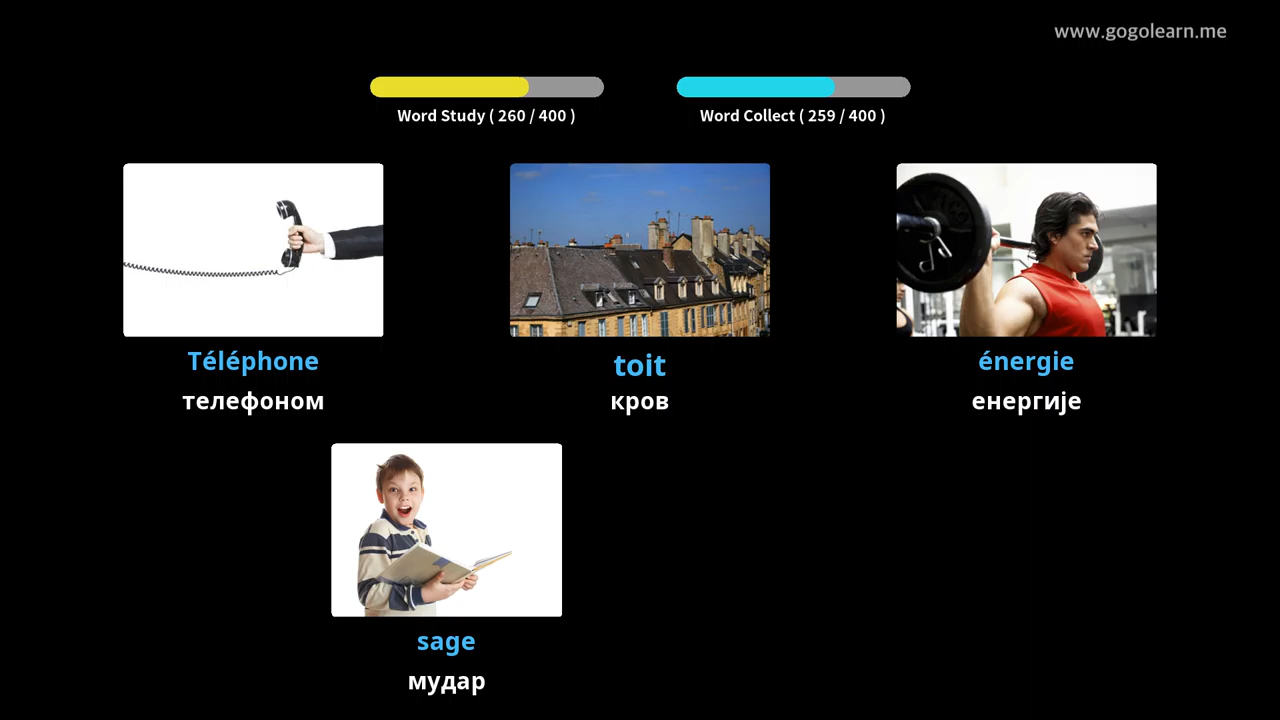 www.gogolearn.me
Word Study ( 260 / 400 )
Word Collect ( 259 / 400 )
Téléphone
телефоном
toit
кров
énergie
енергије
sage
мудар